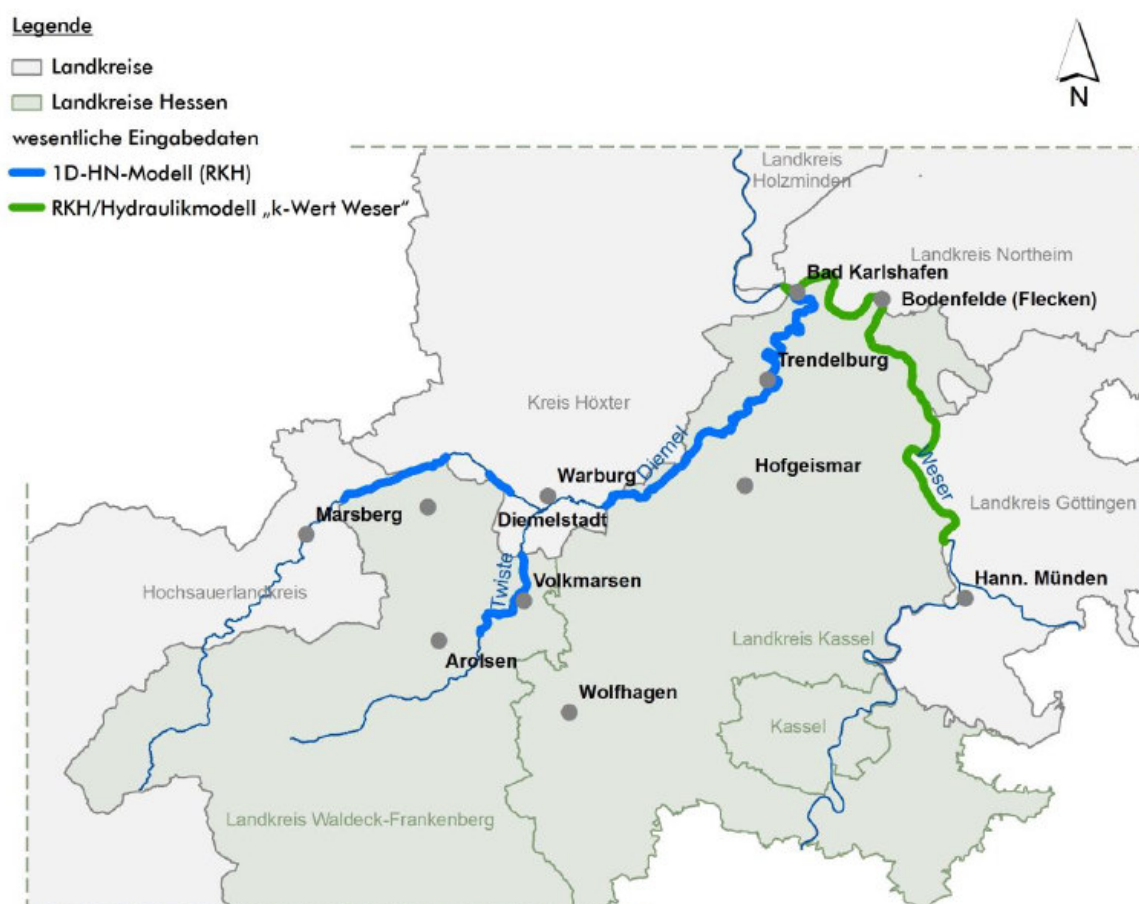 Legende
Landkreise
Landkreise Hessen
wesentliche Eingabedaten
1D-HN-Modell (RKH)
RKH/Hydraulikmodell „k-Wert Weser“
N
Landkreis
Holzminden
Landkreis Northeim
Bad Karlshafen
Bodenfelde (Flecken)
Trendelburg
Kreis Höxter
Diemel
Warburg
Hofgeismar
Weser
Marsberg
Diemelstadt
Landkreis Göttingen
Twiste
Volkmarsen
Hochsauerlandkreis
Hann. Münden
Landkreis Kassel
Arolsen
Wolfhagen
Kassel
Landkreis Waldeck-Frankenberg